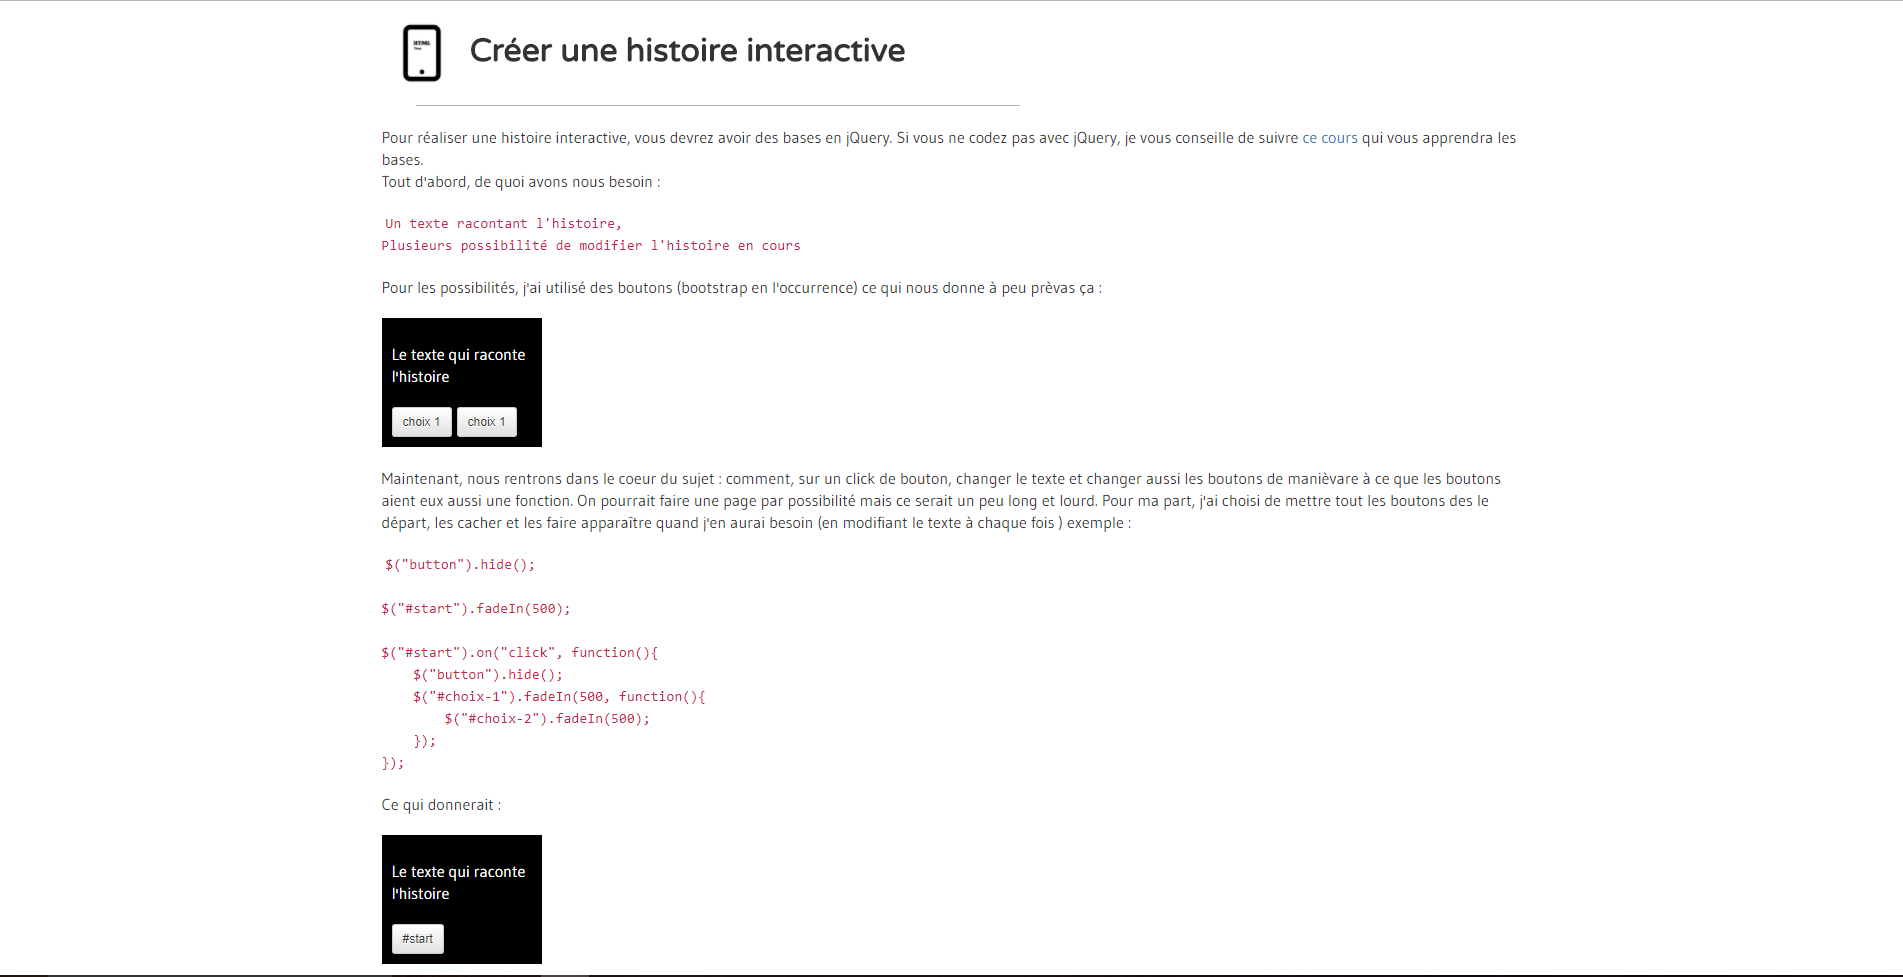 Créer une histoire interactive
Pour réaliser une histoire interactive, vous devrez avoir des bases en jQuery. Si vous ne codez pas avec jQuery, je vous conseille de suivre ce cours qui vous apprendra les
bases.
Tout d'abord, de quoi avons nous besoin :
Un texte racontant l'histoire,
Plusieurs possibilité de modifier l'histoire en cours
Pour les possibilités, j'ai utilisé des boutons (bootstrap en l'occurrence) ce qui nous donne à peu prèvas ça :
Le texte qui raconte
l'histoire
choix 1 choix 1
Maintenant, nous rentrons dans le coeur du sujet : comment, sur un click de bouton, changer le texte et changer aussi les boutons de manièvare à ce que les boutons
aient eux aussi une fonction. On pourrait faire une page par possibilité mais ce serait un peu long et lourd. Pour ma part, j'ai choisi de mettre tout les boutons des le
départ, les cacher et les faire apparaître quand j'en aurai besoin (en modifiant le texte à chaque fois ) exemple :
$("button").hide();
$("#start").fadeIn(500);
$("#start").on("click", function(){
$("button").hide();
$("#choix-1").fadeIn(500, function(){
$("#choix-2").fadeIn(500);
});
});
Ce qui donnerait :
Le texte qui raconte
l'histoire
#start